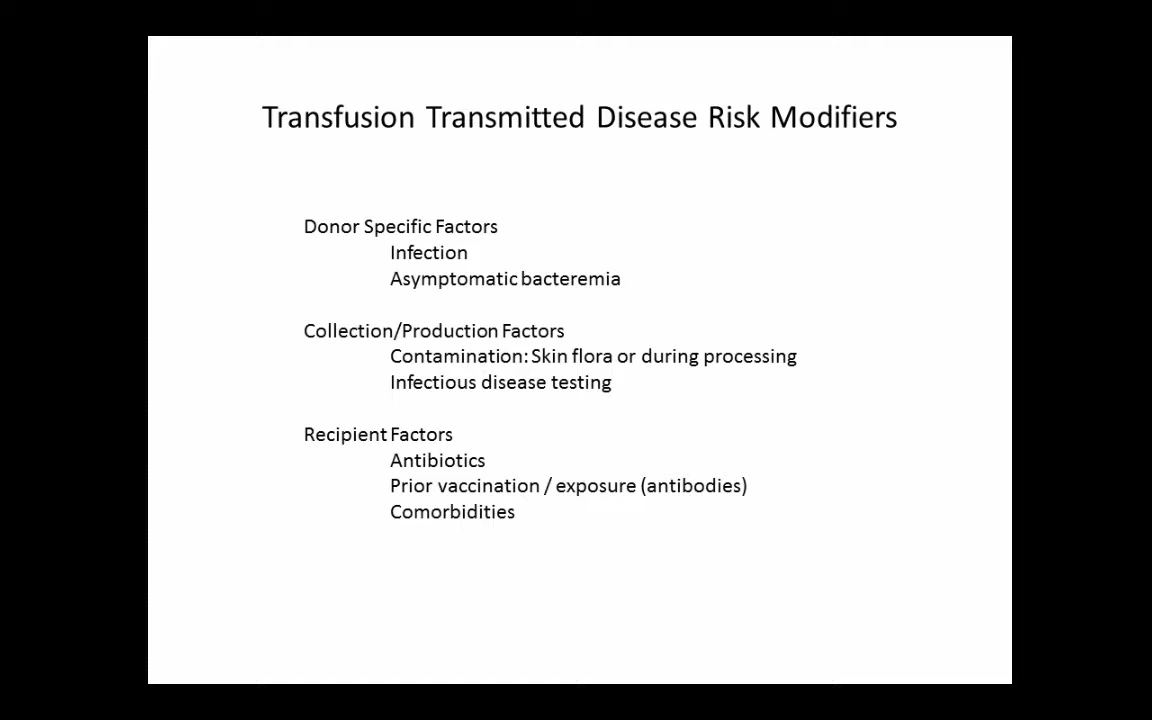 Transfusion Transmitted Disease Risk Modifiers
Donor Specific Factors
Infection
Asymptomatic bacteremia
Collection/Production Factors
Contamination: Skin flora or during processing
Infectious disease testing
Recipient Factors
Antibiotics
Prior vaccination / exposure (antibodies)
Comorbidities